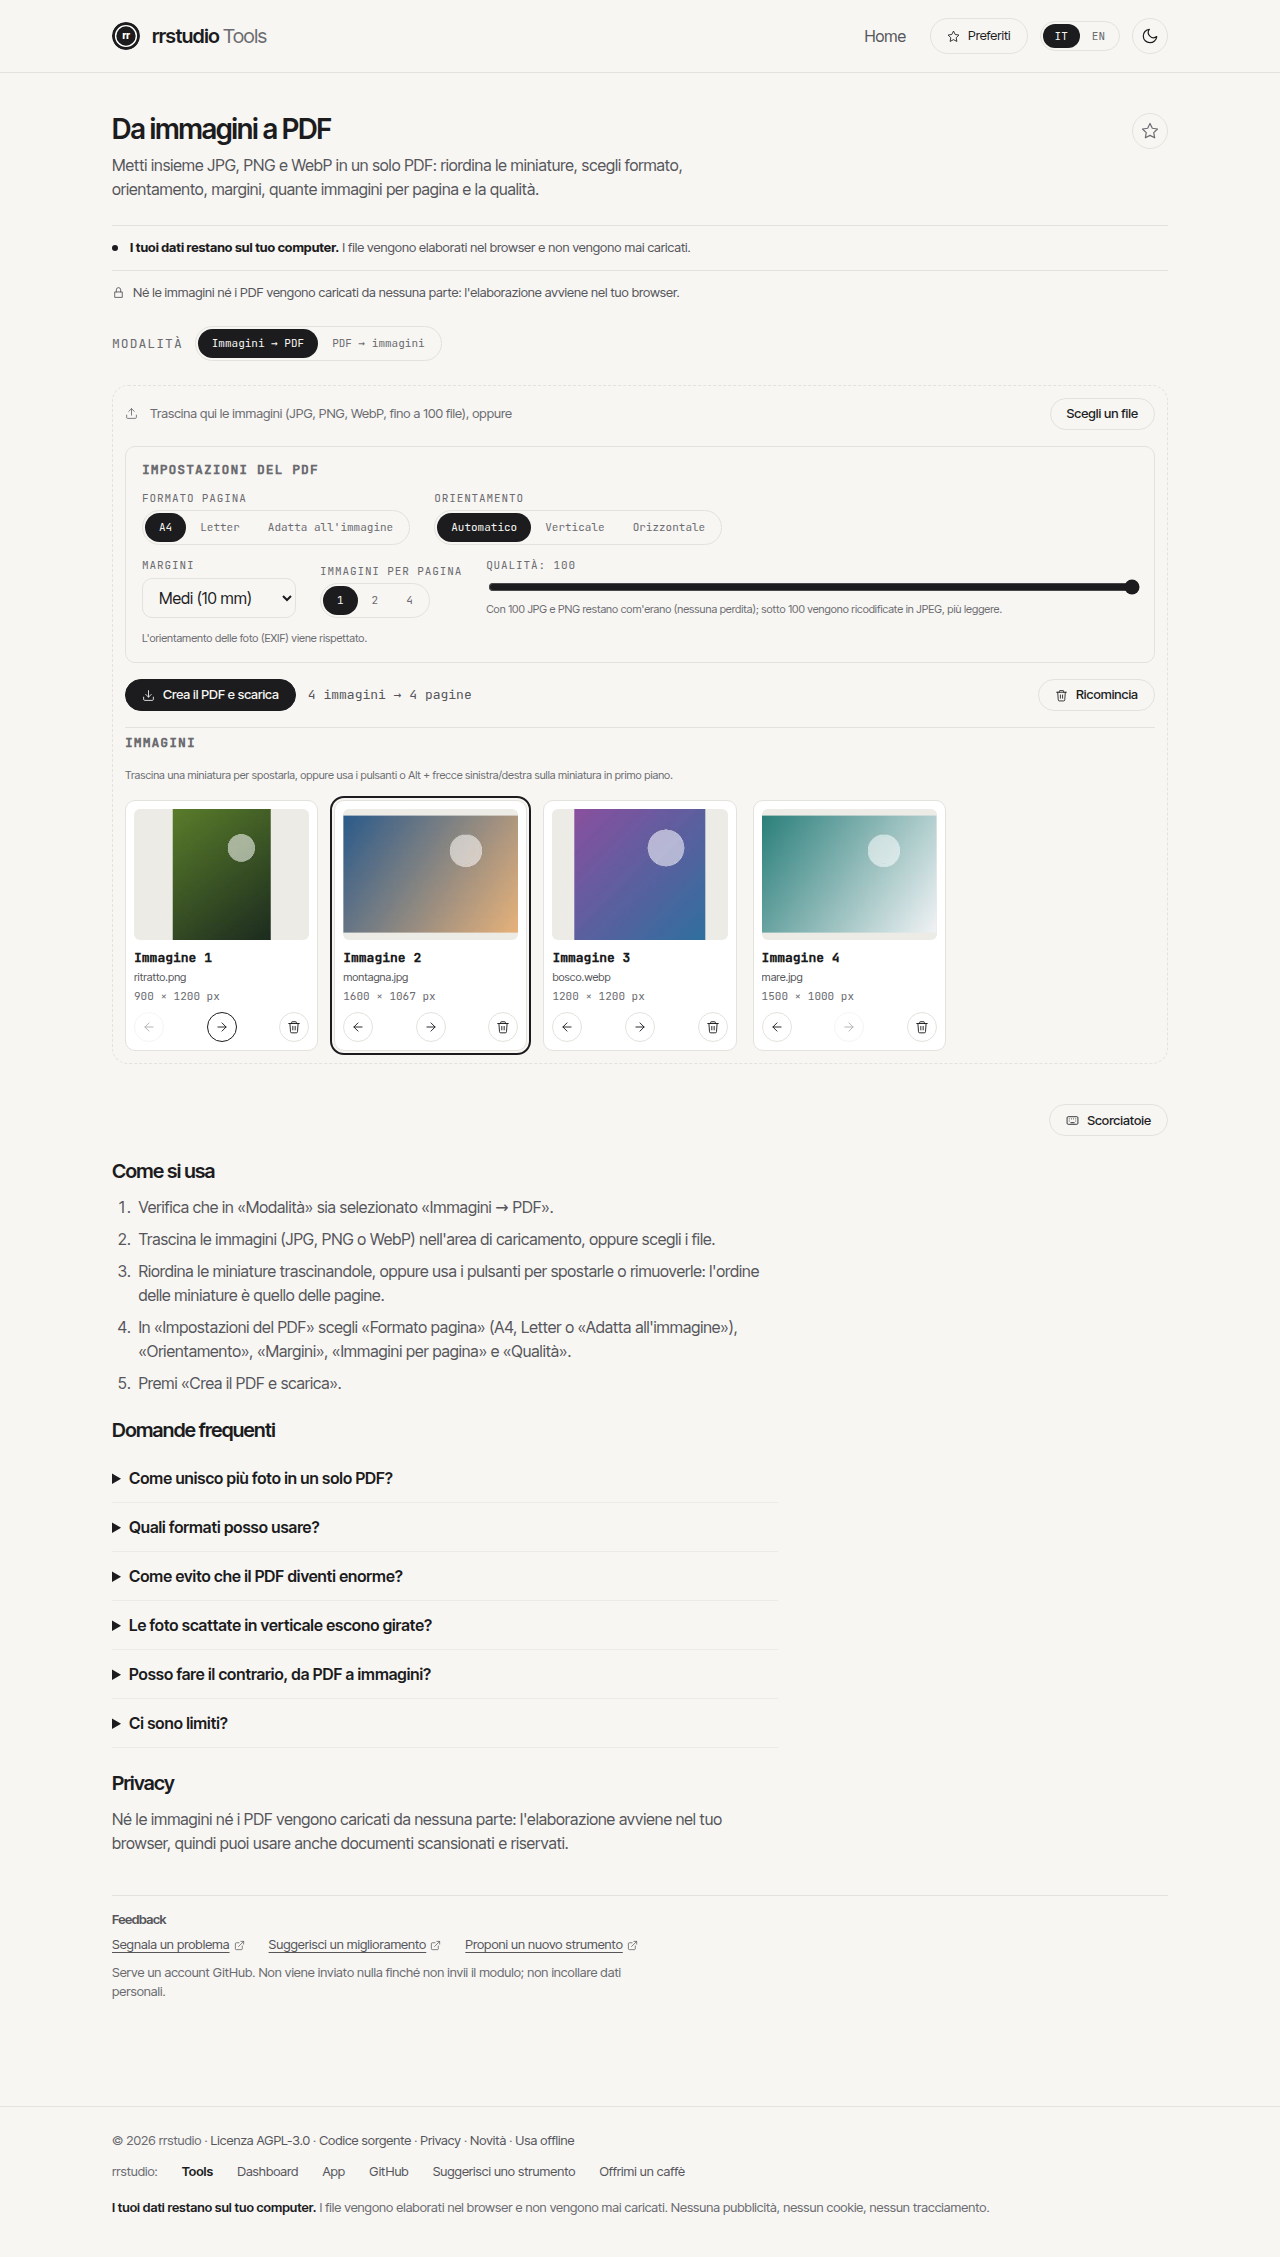 rr rrstudio Tools
Home
Preferiti
IT EN
Da immagini a PDF
Metti insieme JPG, PNG e WebP in un solo PDF: riordina le miniature, scegli formato,
orientamento, margini, quante immagini per pagina e la qualità.
I tuoi dati restano sul tuo computer. I file vengono elaborati nel browser e non vengono mai caricati.
Né le immagini né i PDF vengono caricati da nessuna parte: l'elaborazione avviene nel tuo browser.
MODALITÀ Immagini → PDF PDF → immagini
Trascina qui le immagini (JPG, PNG, WebP, fino a 100 file), oppure
Scegli un file
IMPOSTAZIONI DEL PDF
FORMATO PAGINA
A4 Letter Adatta all'immagine
ORIENTAMENTO
Automatico Verticale Orizzontale
MARGINI
Medi (10 mm)
IMMAGINI PER PAGINA
1 2 4
QUALITÀ: 100
Con 100 JPG e PNG restano com'erano (nessuna perdita); sotto 100 vengono ricodificate in JPEG, più leggere.
L'orientamento delle foto (EXIF) viene rispettato.
Crea il PDF e scarica
4 immagini → 4 pagine
Ricomincia
IMMAGINI
Trascina una miniatura per spostarla, oppure usa i pulsanti o Alt + frecce sinistra/destra sulla miniatura in primo piano.
Immagine 1
ritratto.png
900 × 1200 px
Immagine 2
montagna.jpg
1600 × 1067 px
Immagine 3
bosco.webp
1200 × 1200 px
Immagine 4
mare.jpg
1500 × 1000 px
Scorciatoie
Come si usa
1. Verifica che in «Modalità» sia selezionato «Immagini → PDF».
2. Trascina le immagini (JPG, PNG o WebP) nell'area di caricamento, oppure scegli i file.
3. Riordina le miniature trascinandole, oppure usa i pulsanti per spostarle o rimuoverle: l'ordine
delle miniature è quello delle pagine.
4. In «Impostazioni del PDF» scegli «Formato pagina» (A4, Letter o «Adatta all'immagine»),
«Orientamento», «Margini», «Immagini per pagina» e «Qualità».
5. Premi «Crea il PDF e scarica».
Domande frequenti
Come unisco più foto in un solo PDF?
Quali formati posso usare?
Come evito che il PDF diventi enorme?
Le foto scattate in verticale escono girate?
Posso fare il contrario, da PDF a immagini?
Ci sono limiti?
Privacy
Né le immagini né i PDF vengono caricati da nessuna parte: l'elaborazione avviene nel tuo
browser, quindi puoi usare anche documenti scansionati e riservati.
Feedback
Segnala un problema Suggerisci un miglioramento Proponi un nuovo strumento
Serve un account GitHub. Non viene inviato nulla finché non invii il modulo; non incollare dati
personali.
© 2026 rrstudio · Licenza AGPL-3.0 · Codice sorgente · Privacy · Novità · Usa offline
rrstudio: Tools Dashboard App GitHub Suggerisci uno strumento Offrimi un caffè
I tuoi dati restano sul tuo computer. I file vengono elaborati nel browser e non vengono mai caricati. Nessuna pubblicità, nessun cookie, nessun tracciamento.